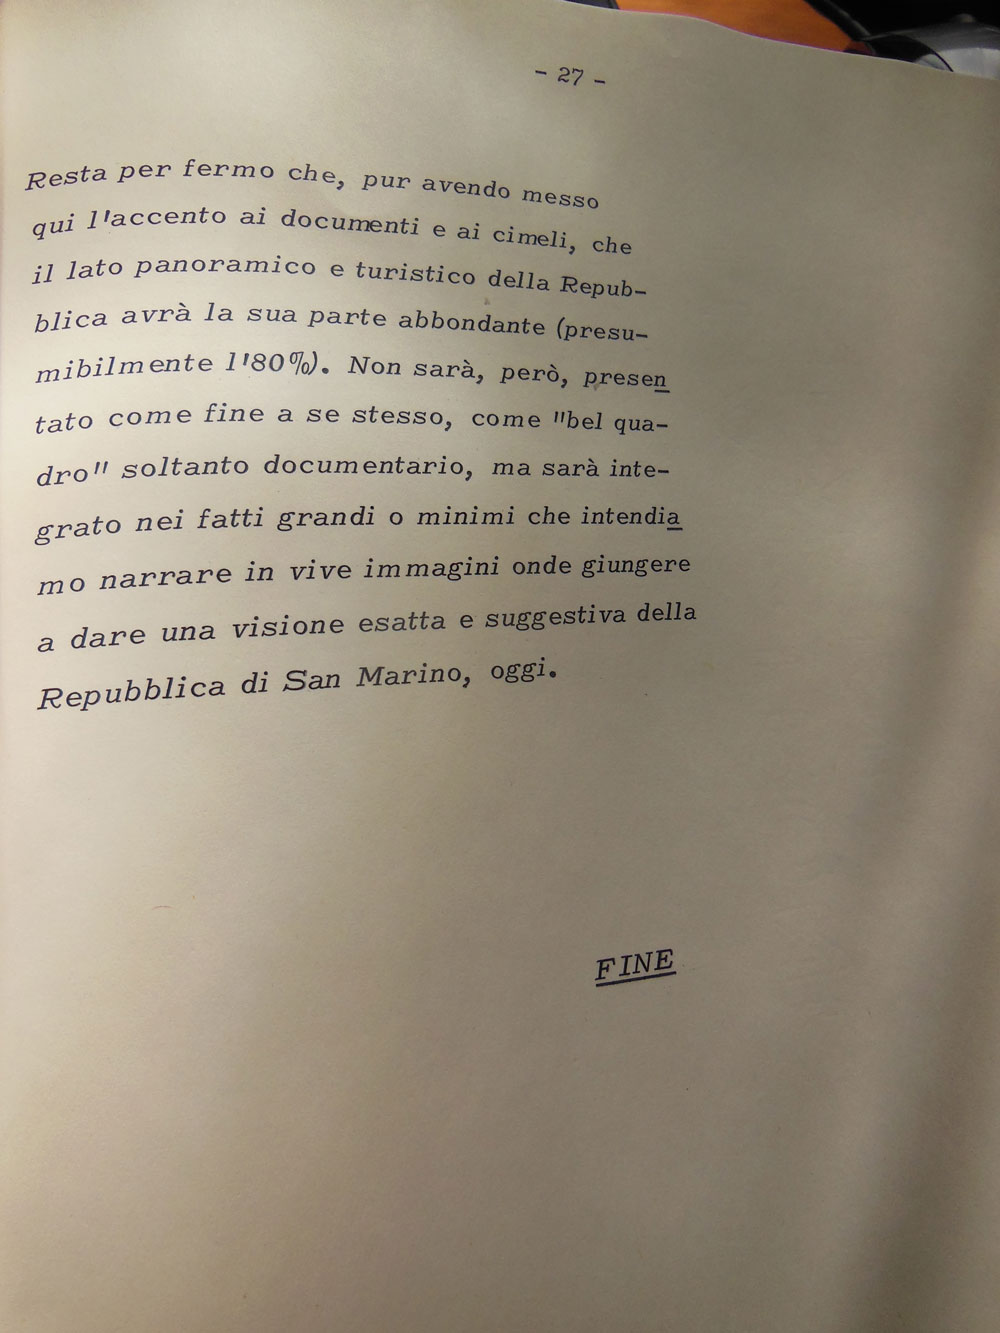 - 27 -
Resta per fermo che, pur avendo messo
qui l'accento ai documenti e ai cimeli, che
il lato panoramico e turistico della Repub-
blica avrà la sua parte abbondante (presu-
mibilmente l'80%). Non sarà, però, presen
tato come fine a se stesso, come "bel qua-
dro" soltanto documentario, ma sarà inte-
grato nei fatti grandi o minimi che intendia
mo narrare in vive immagini onde giungere
a dare una visione esatta e suggestiva della
Repubblica di San Marino, oggi.
FINE